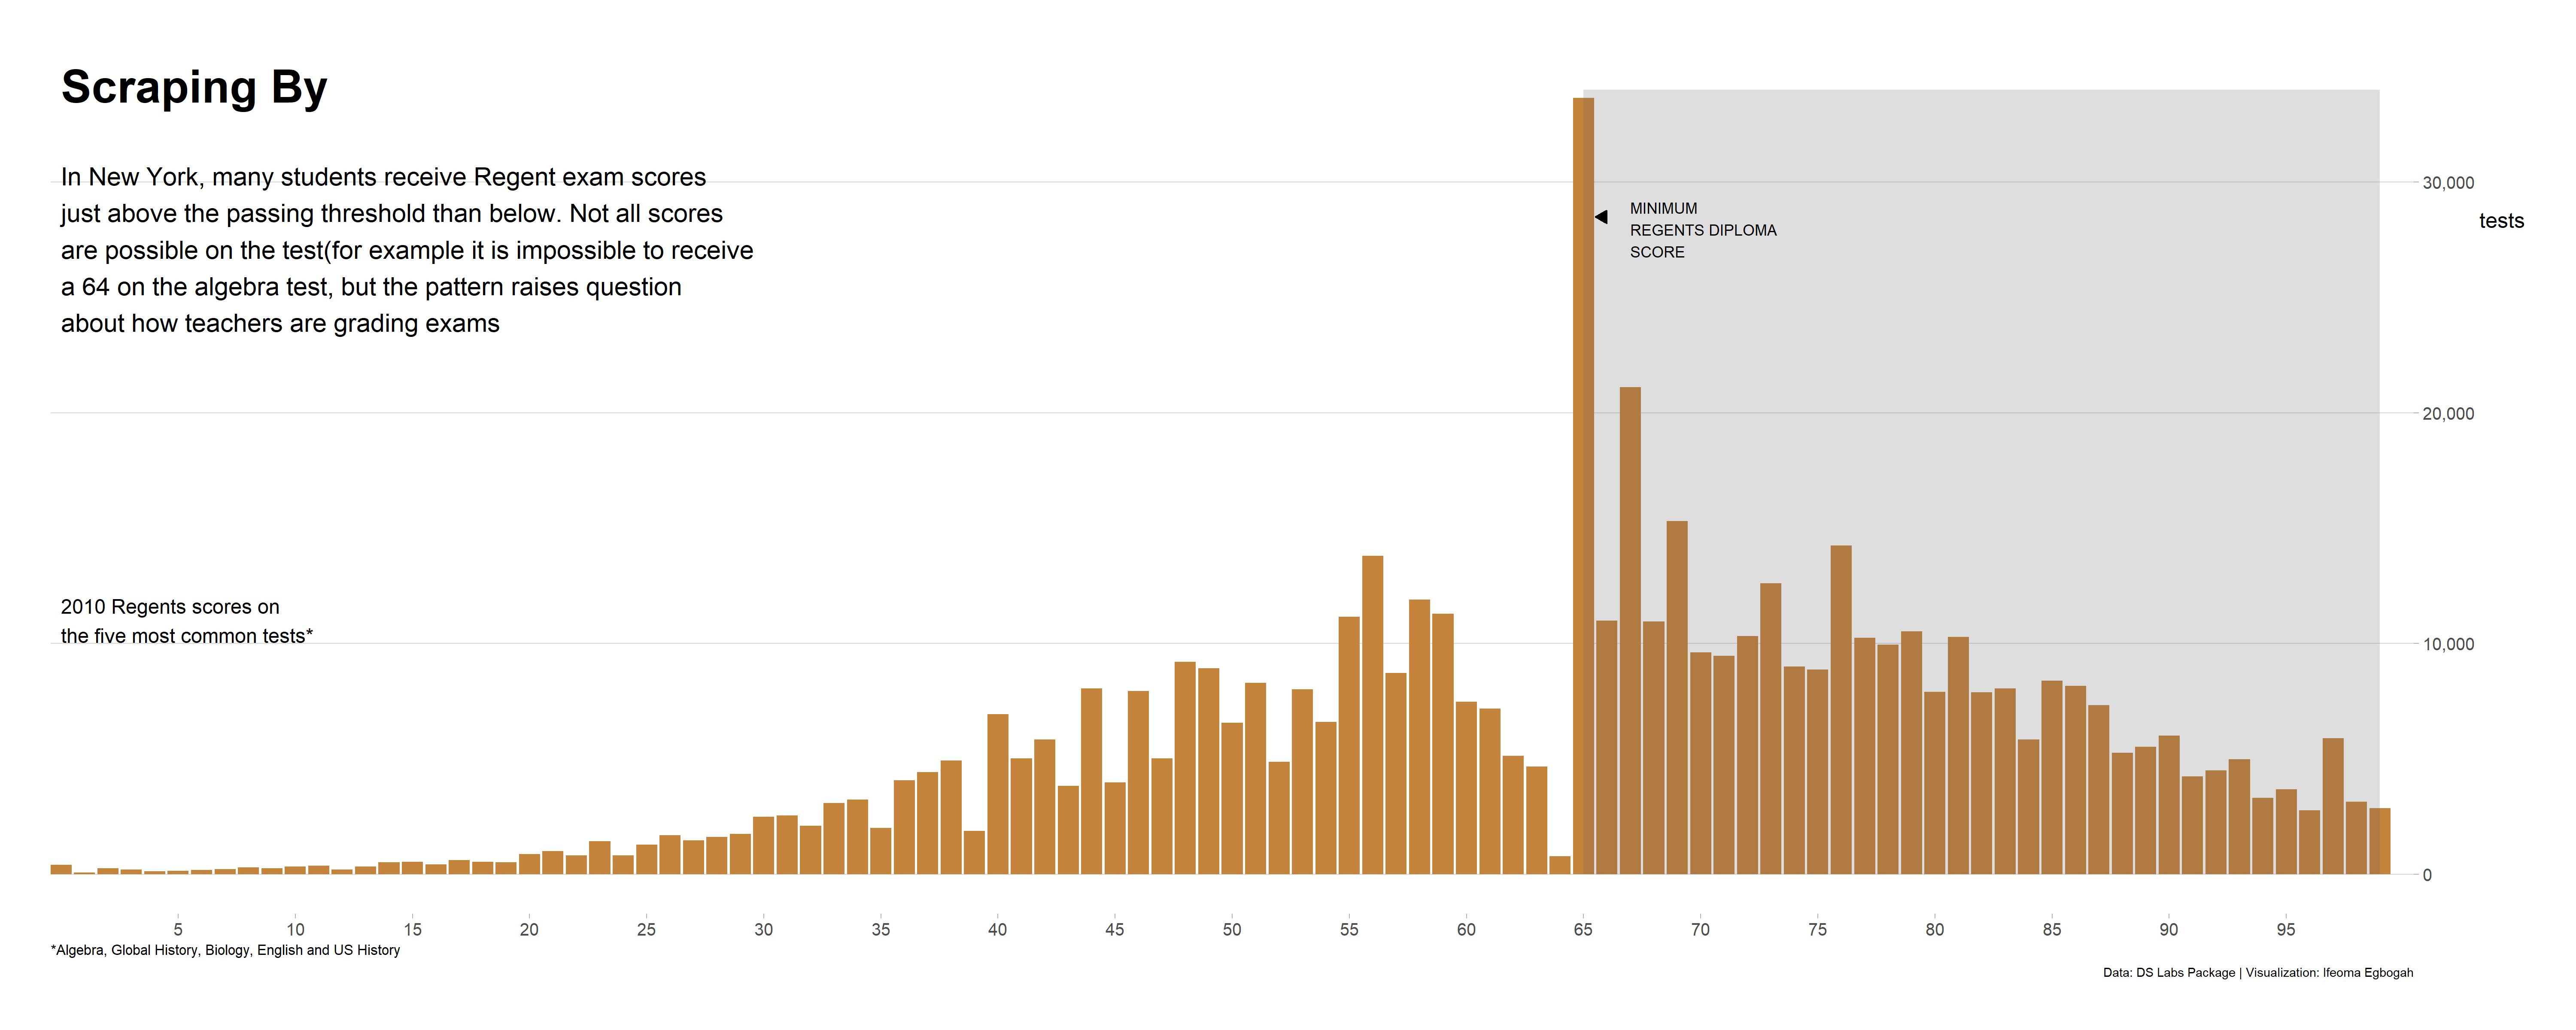 Scraping By
In New York, many students receive Regent exam scores
just above the passing threshold than below. Not all scores
are possible on the test(for example it is impossible to receive
a 64 on the algebra test, but the pattern raises question
about how teachers are grading exams
30,000
tests
MINIMUM
REGENTS DIPLOMA
SCORE
20,000
2010 Regents scores on
the five most common tests*
10,000
0
5 10 15 20 25 30 35 40 45 50 55 60 65 70 75 80 85 90 95
*Algebra, Global History, Biology, English and US History
Data: DS Labs Package | Visualization: Ifeoma Egbogah